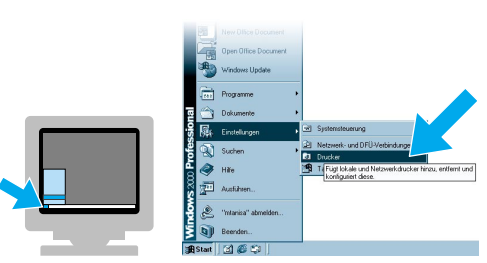 New Office Document
Open Office Document
Windows Update
Programme
Dokumente
Einstellungen
Suchen
Hilfe
Ausführen...
"mtanisa" abmelden...
Beenden...
Windows 2000 Professional
Systemsteuerung
Netzwerk- und DFÜ-Verbindunge
Drucker
T
Fügt lokale und Netzwerkdrucker hinzu, entfernt und
konfiguriert diese.
Start